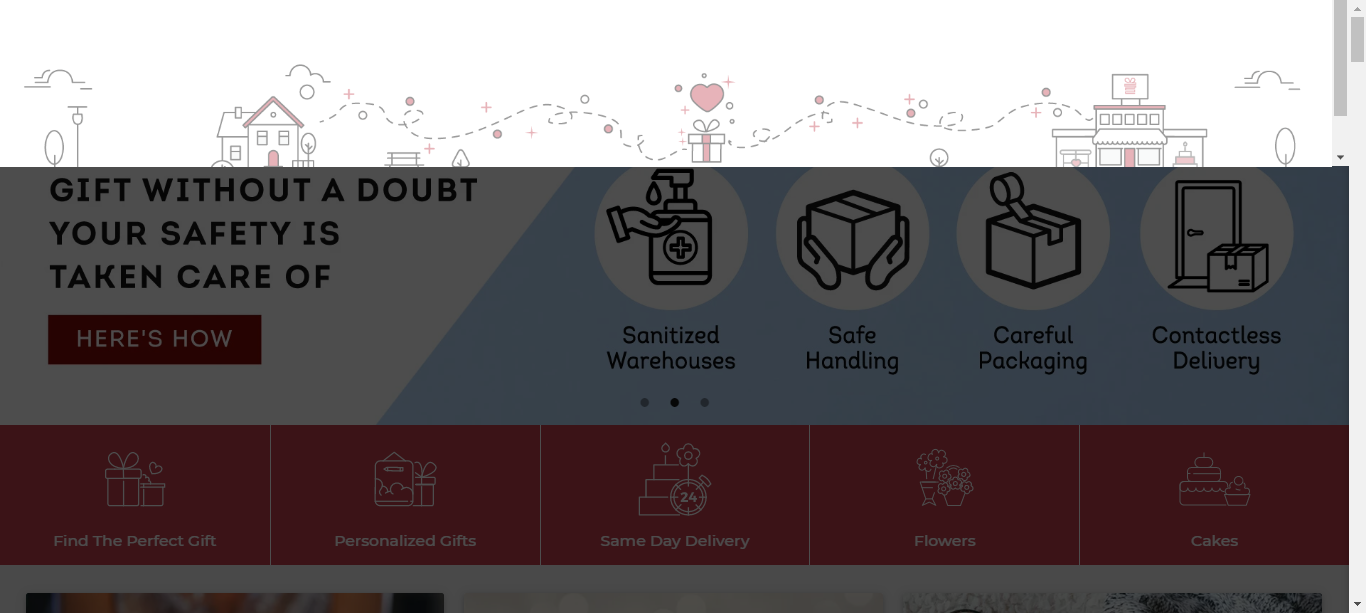 GIFT WITHOUT A DOUBT
YOUR SAFETY IS
TAKEN CARE OF
HERE'S HOW
Sanitized
Warehouses
Safe
Handling
Careful
Packaging
Contactless
Delivery
24
Find The Perfect Gift
Personalized Gifts
Same Day Delivery
Flowers
Cakes